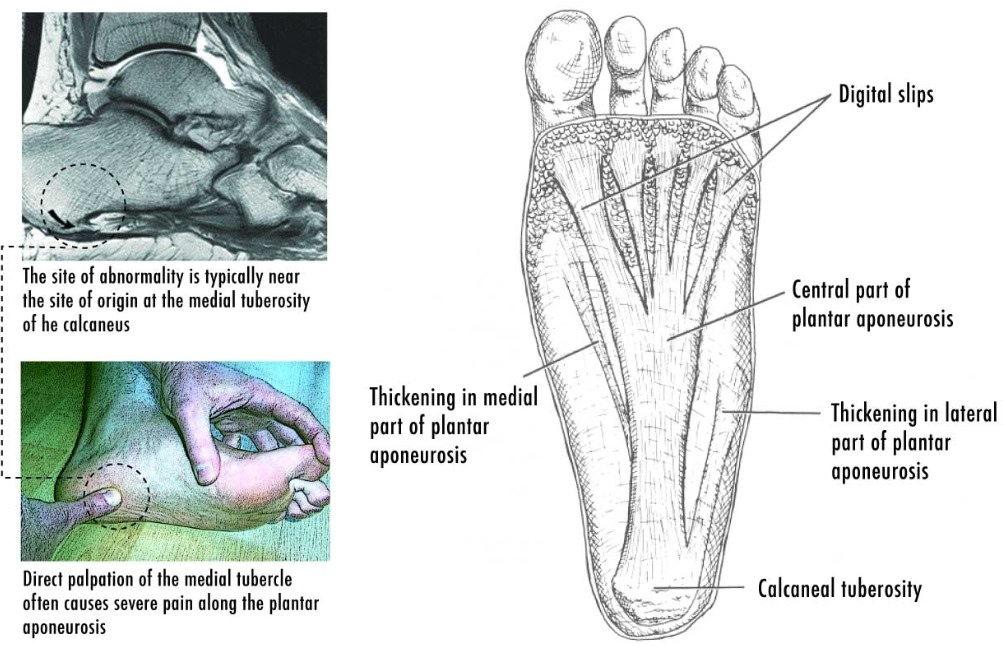 The site of abnormality is typically near
the site of origin at the medial tuberosity
of he calcaneus
Direct palpation of the medial tubercle
often causes severe pain along the plantar
aponeurosis
Digital slips
Central part of
plantar aponeurosis
Thickening in medial
part of plantar
aponeurosis
Thickening in lateral
part of plantar
aponeurosis
Calcaneal tuberosity